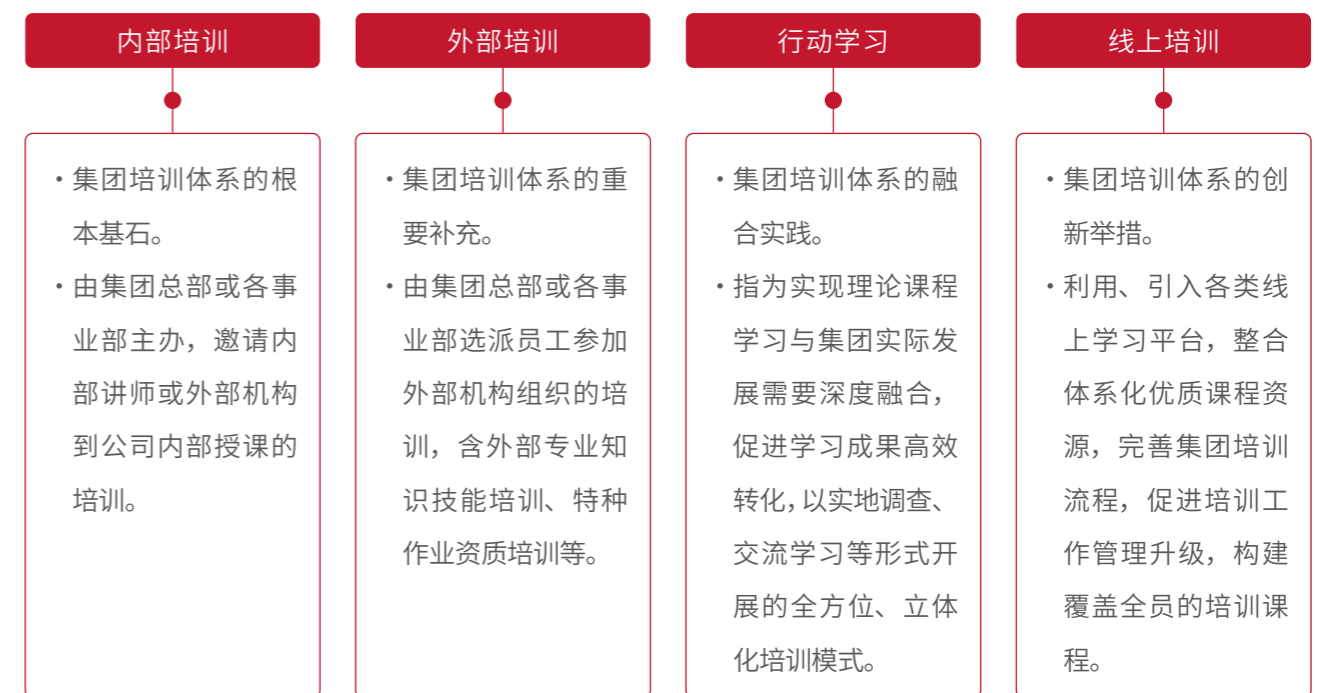 内部培训
·集团培训体系的根
本基石。
·由集团总部或各事
业部主办，邀请内
部讲师或外部机构
到公司内部授课的
培训。
外部培训
·集团培训体系的重
要补充。
·由集团总部或各事
业部选派员工参加
外部机构组织的培
训，含外部专业知
识技能培训、特种
作业资质培训等。
行动学习
·集团培训体系的融
合实践。
·指为实现理论课程
学习与集团实际发
展需要深度融合，
促进学习成果高效
转化，以实地调查、
交流学习等形式开
展的全方位、立体
化培训模式。
线上培训
·集团培训体系的创
新举措。
·利用、引入各类线
上学习平台，整合
体系化优质课程资
源，完善集团培训
流程，促进培训工
作管理升级，构建
覆盖全员的培训课
程。